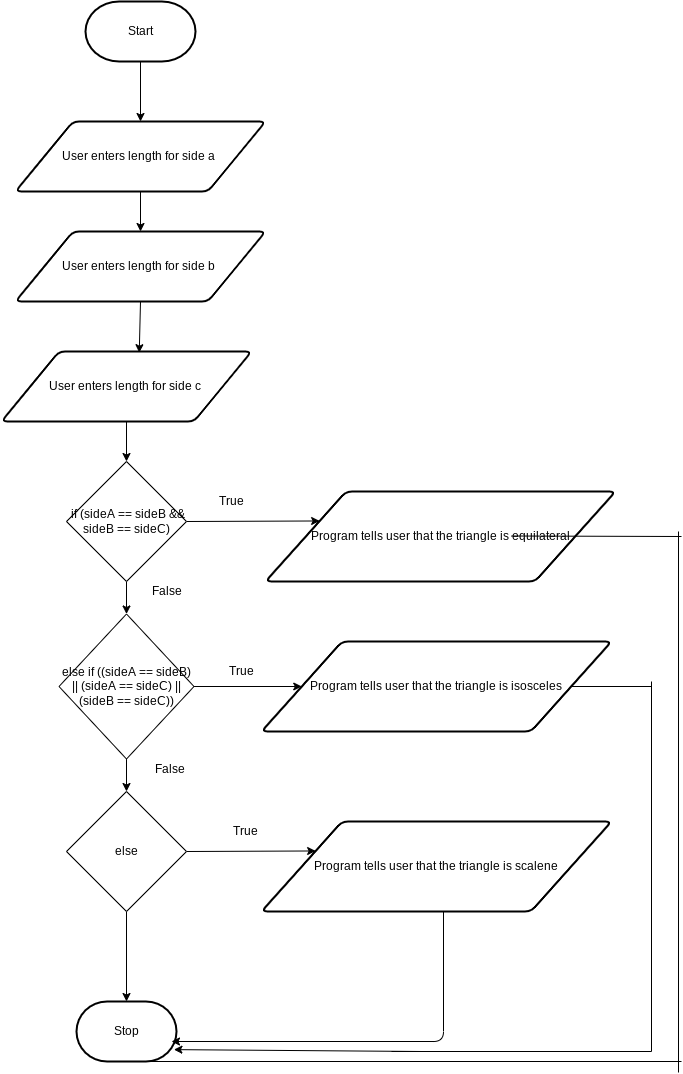 Start
User enters length for side a
User enters length for side b
User enters length for side c
if (sideA == sideB &&
sideB == sideC)
True
Program tells user that the triangle is equilateral
False
else if ((sideA == sideB)
|| (sideA == sideC) ||
(sideB == sideC))
True
Program tells user that the triangle is isosceles
False
else
True
Program tells user that the triangle is scalene
Stop